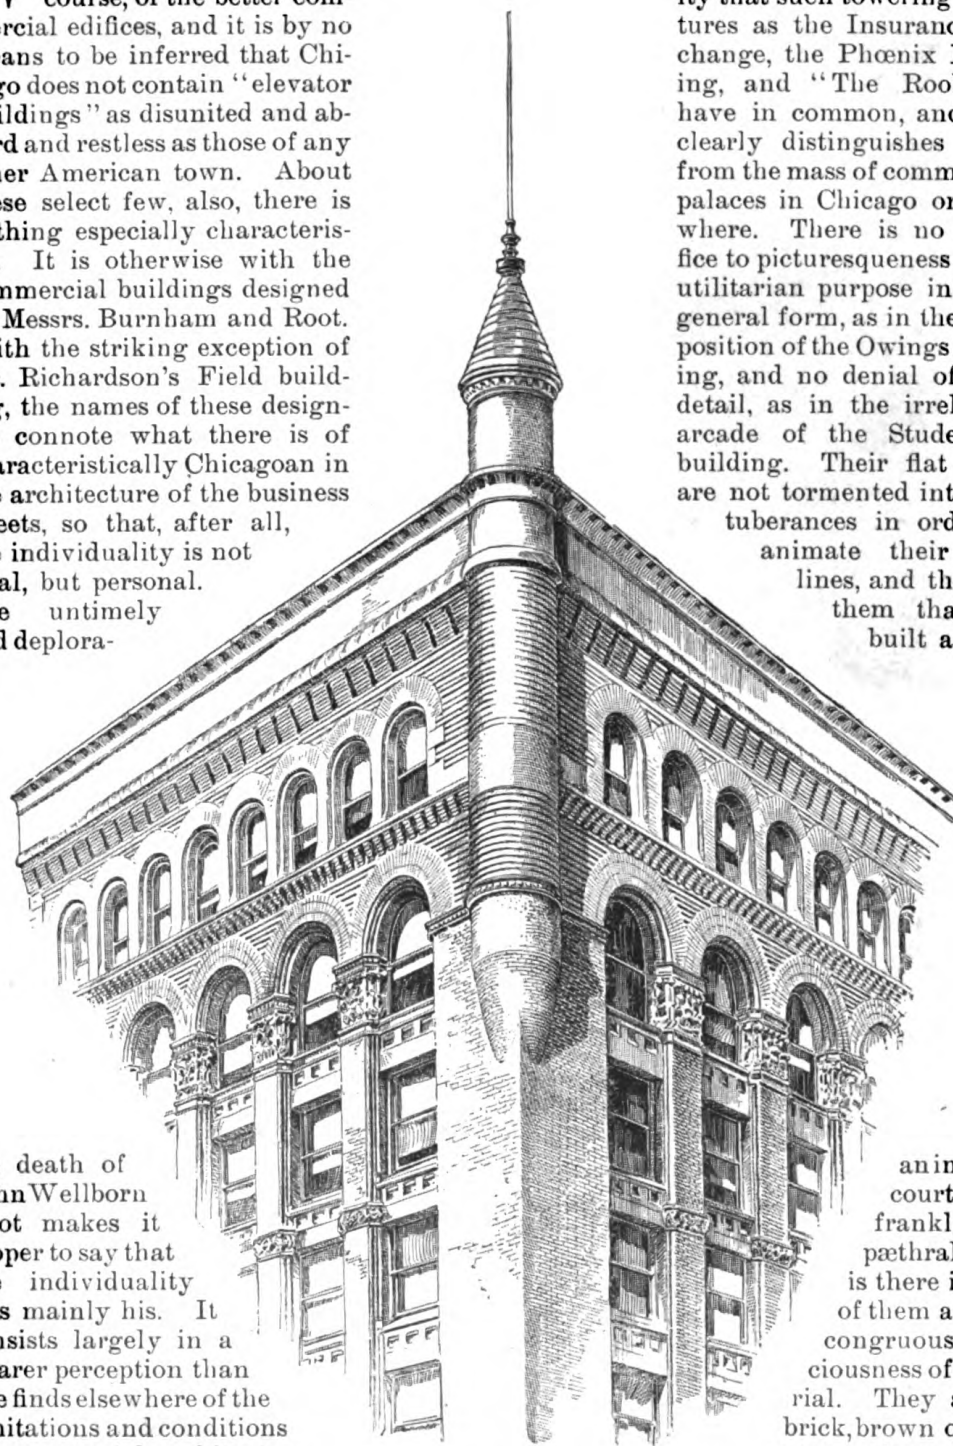 course, of the better com-
rcial edifices, and it is by no
ans to be inferred that Chi-
go does not contain "elevator
ildings" as disunited and ab-
rd and restless as those of any
er American town. About
ese select few, also, there is
thing especially characteris-
It is otherwise with the
mmercial buildings designed
Messrs. Burnham and Root.
ith the striking exception of
. Richardson's Field build-
g, the names of these design-
connote what there is of
aracteristically Chicagoan in
e architecture of the business
eets, so that, after all,
e individuality is not
al, but personal.
e untimely
d deplora-
death of
nn Wellborn
ot makes it
oper to say that
e individuality
s mainly his. It
nsists largely in a
arer perception than
e finds elsewhere of the
nitations and conditions
ity that such towering
tures as the Insuranc
change, the Phœnix
ing, and "The Roo
have in common, and
clearly distinguishes
from the mass of comm
palaces in Chicago or
where. There is no
fice to picturesqueness
utilitarian purpose in
general form, as in the
position of the Owings
ing, and no denial of
detail, as in the irrel
arcade of the Stude
building. Their flat
are not tormented int
tuberances in ord
animate their
lines, and th
them tha
built a
anim
court
frankl
pæthral
is there i
of them a
congruous
ciousness of
rial. They a
brick, brown o